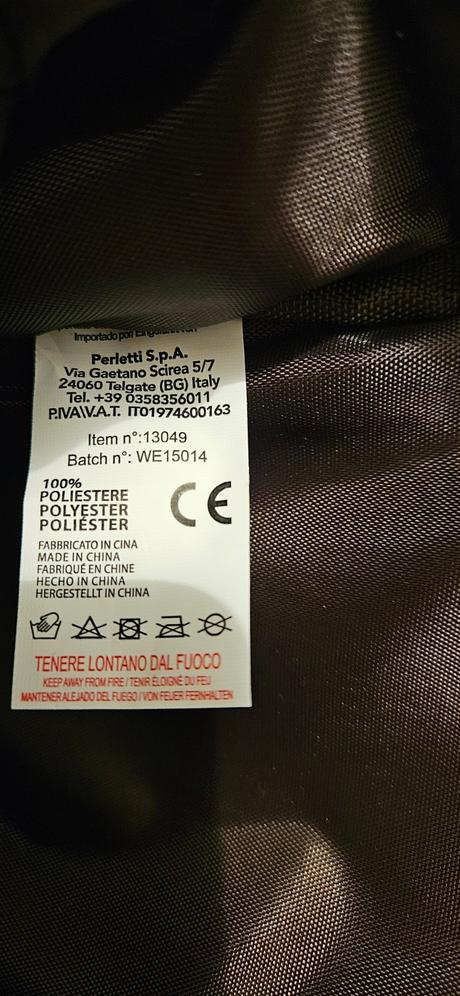 Importado por/
Perletti S.p.A.
Via Gaetano Scirea 5/7
24060 Telgate (BG) Italy
Tel. +39 0358356011
P.IVA\V.A.T. IT01974600163
Item n°:13049
Batch n°: WE15014
100%
POLIESTERE
POLYESTER
POLIÉSTER
CE
FABBRICATO IN CINA
MADE IN CHINA
FABRIQUÉ EN CHINE
HECHO IN CHINA
HERGESTELLT IN CHINA
TENERE LONTANO DAL FUOCO
KEEP AWAY FROM FIRE / TENIR ÉLOIGNÉ DU FEU
MANTENER ALEJADO DEL FUEGO / VON FEUER FERNHALTEN